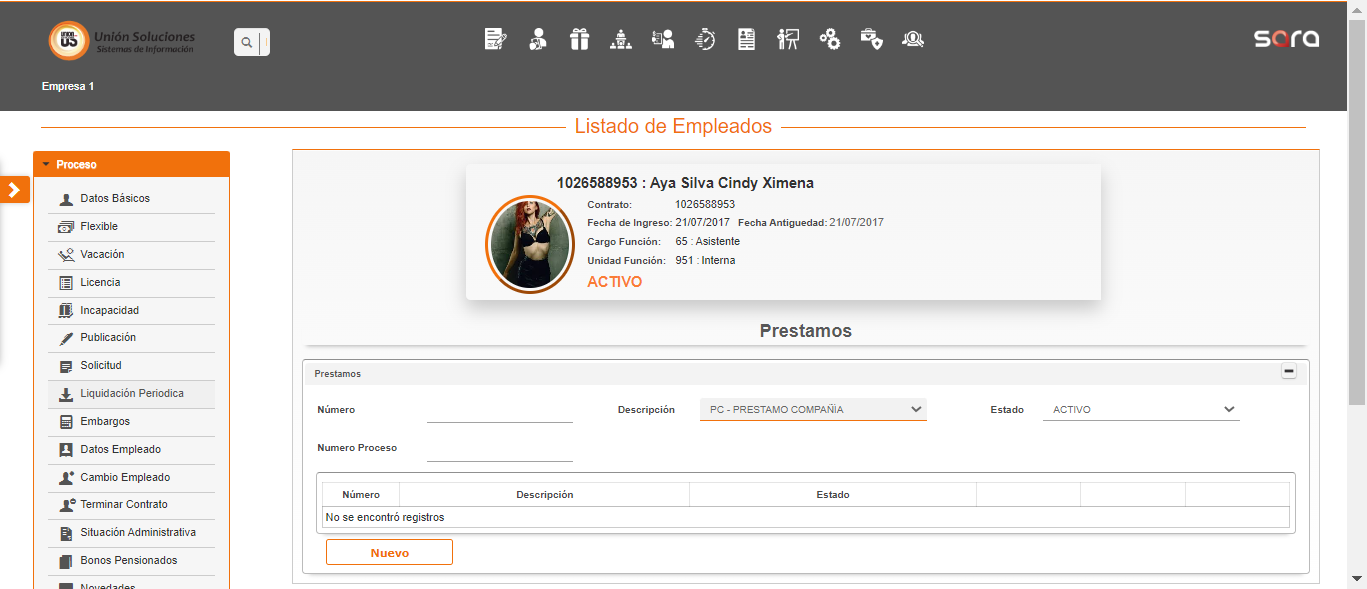 UNION
US
Unión Soluciones
Sistemas de Información
sara
Empresa 1
Listado de Empleados
Proceso
Datos Básicos
Flexible
Vacación
Licencia
Incapacidad
Publicación
Solicitud
Liquidación Periodica
Embargos
Datos Empleado
Cambio Empleado
Terminar Contrato
Situación Administrativa
Bonos Pensionados
Novedades
1026588953 : Aya Silva Cindy Ximena
Contrato: 1026588953
Fecha de Ingreso: 21/07/2017 Fecha Antiguedad: 21/07/2017
Cargo Función: 65 : Asistente
Unidad Función: 951 : Interna
ACTIVO
Prestamos
Prestamos
Número Descripción PC - PRESTAMO COMPAÑÍA Estado ACTIVO
Numero Proceso
Número Descripción Estado
No se encontró registros
Nuevo